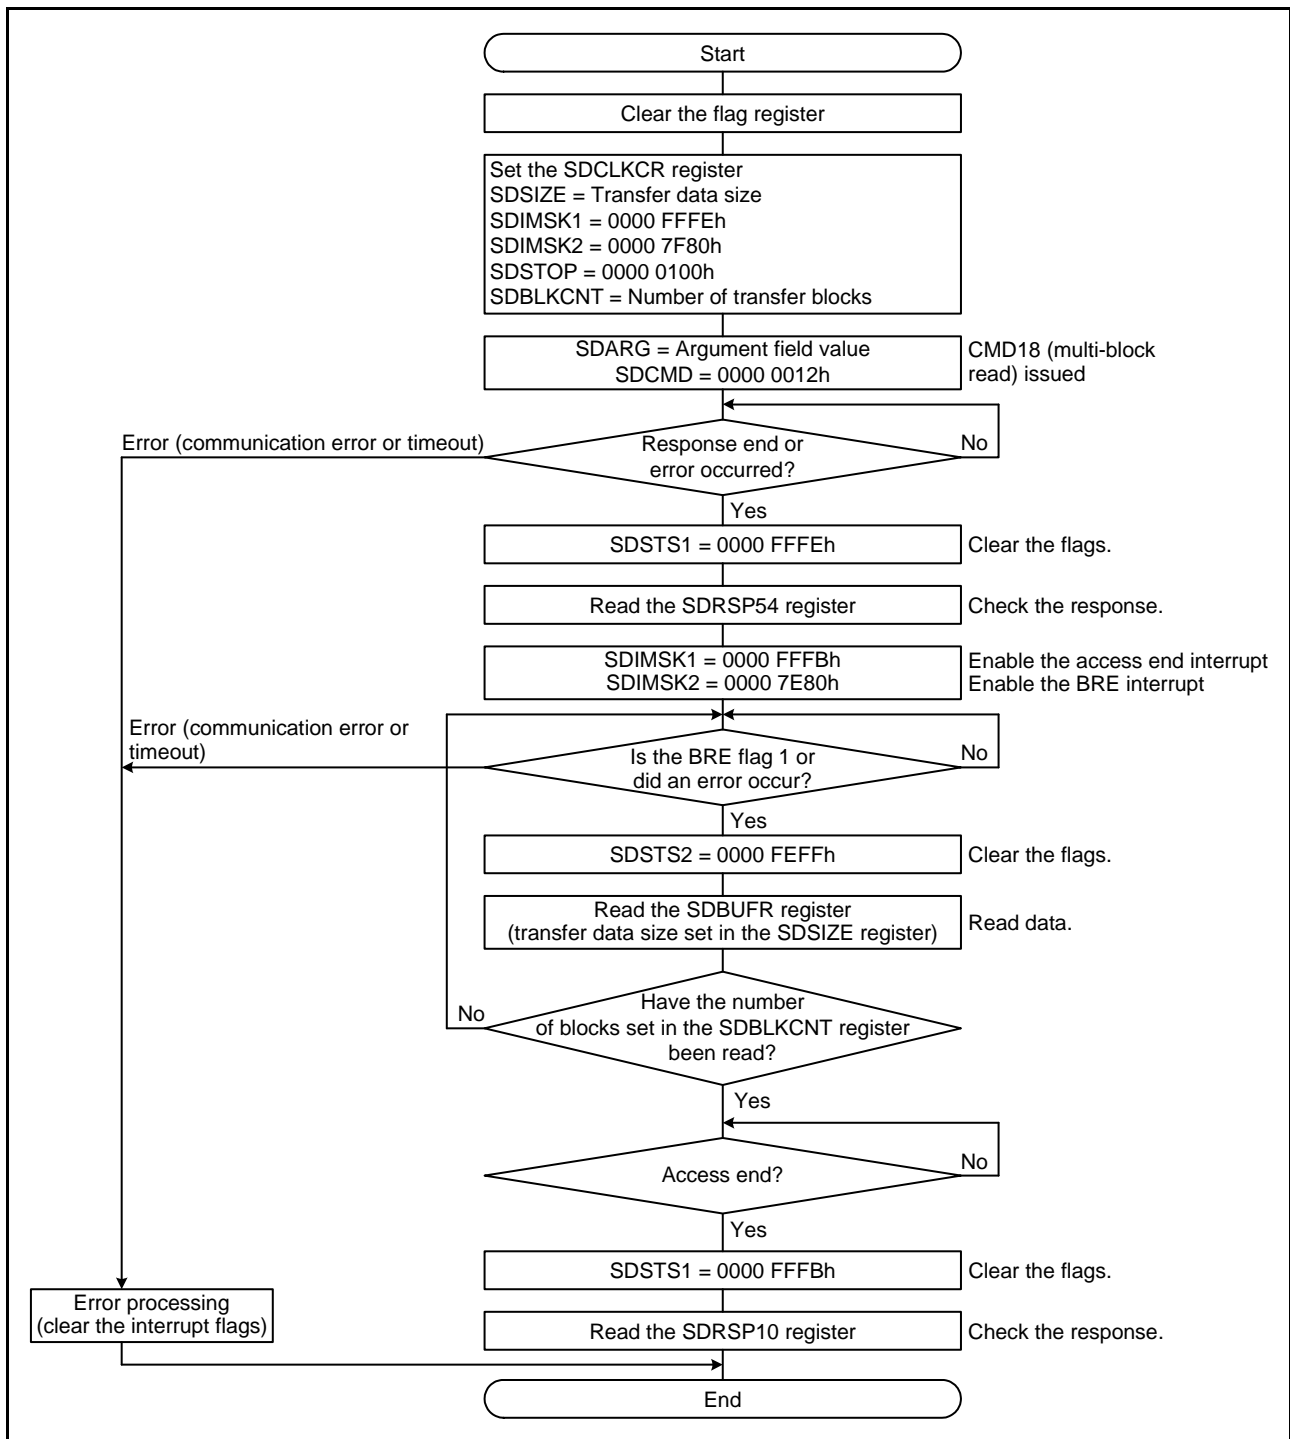 Start
Clear the flag register
Set the SDCLKCR register
SDSIZE = Transfer data size
SDIMSK1 = 0000 FFFEh
SDIMSK2 = 0000 7F80h
SDSTOP = 0000 0100h
SDBLKCNT = Number of transfer blocks
SDARG = Argument field value
SDCMD = 0000 0012h
CMD18 (multi-block
read) issued
Error (communication error or timeout)
Response end or
error occurred?
No
Yes
SDSTS1 = 0000 FFFEh
Clear the flags.
Read the SDRSP54 register
Check the response.
SDIMSK1 = 0000 FFFBh
SDIMSK2 = 0000 7E80h
Enable the access end interrupt
Enable the BRE interrupt
Error (communication error or
timeout)
Is the BRE flag 1 or
did an error occur?
No
Yes
SDSTS2 = 0000 FEFFh
Clear the flags.
Read the SDBUFR register
(transfer data size set in the SDSIZE register)
Read data.
No
Have the number
of blocks set in the SDBLKCNT register
been read?
Yes
Access end?
No
Yes
SDSTS1 = 0000 FFFBh
Clear the flags.
Error processing
(clear the interrupt flags)
Read the SDRSP10 register
Check the response.
End